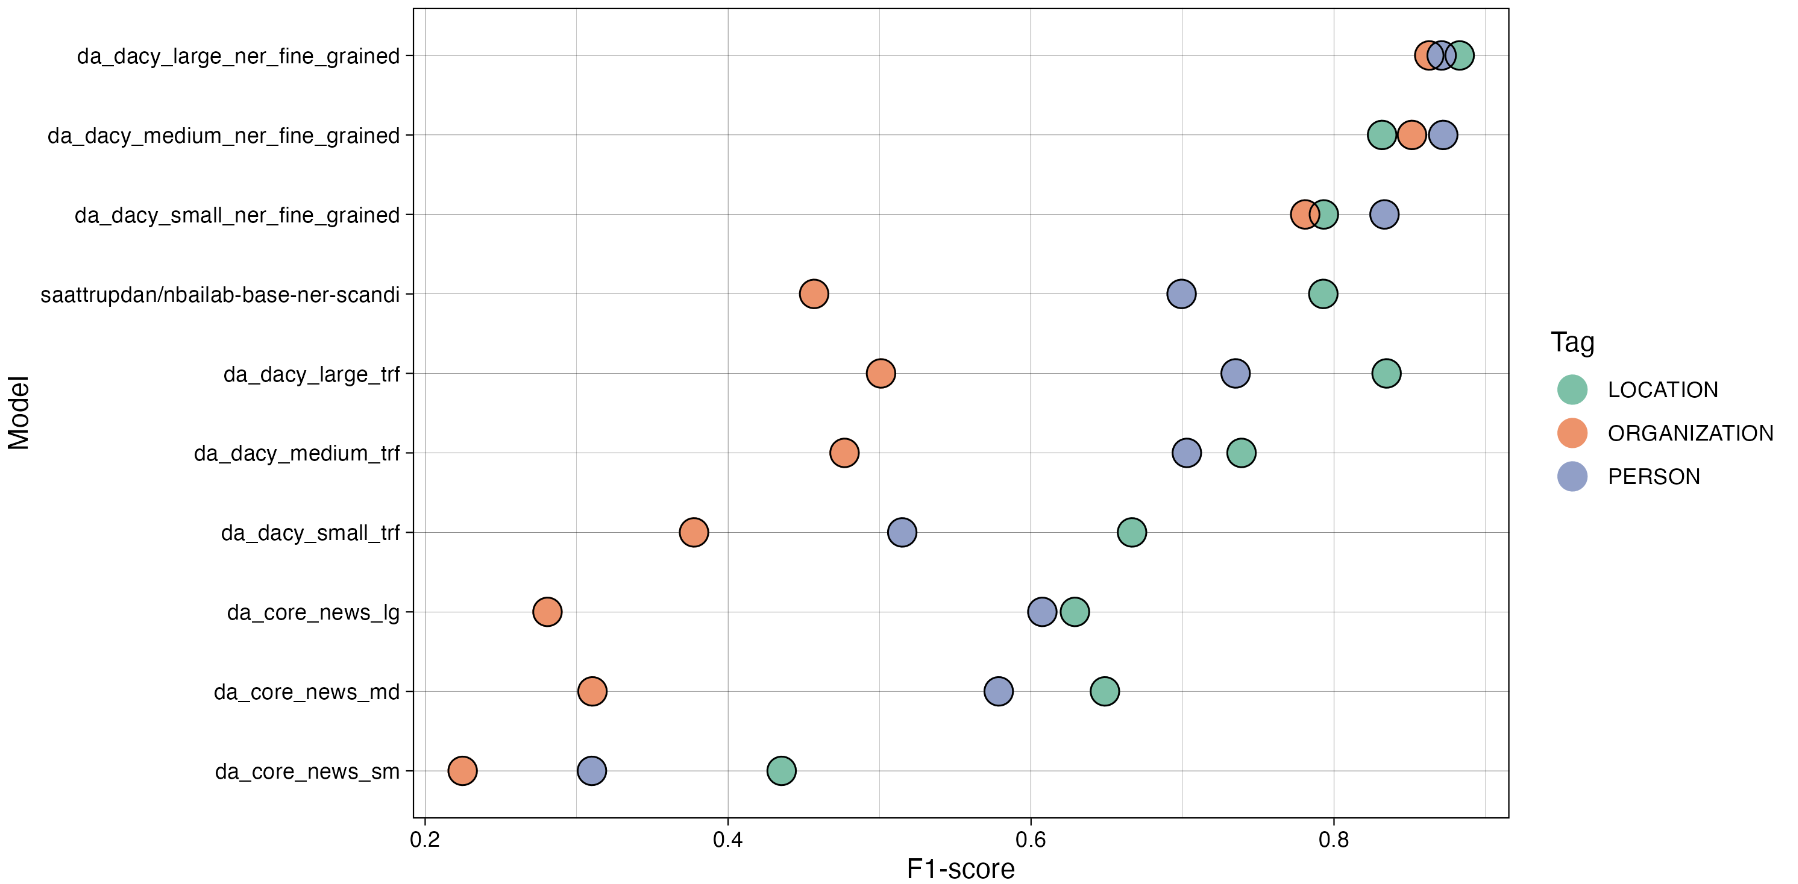 da_dacy_large_ner_fine_grained
da_dacy_medium_ner_fine_grained
da_dacy_small_ner_fine_grained
saattrupdan/nbailab-base-ner-scandi
da_dacy_large_trf
da_dacy_medium_trf
da_dacy_small_trf
da_core_news_lg
da_core_news_md
da_core_news_sm
Model
0.2 0.4 0.6 0.8
F1-score
Tag
LOCATION
ORGANIZATION
PERSON